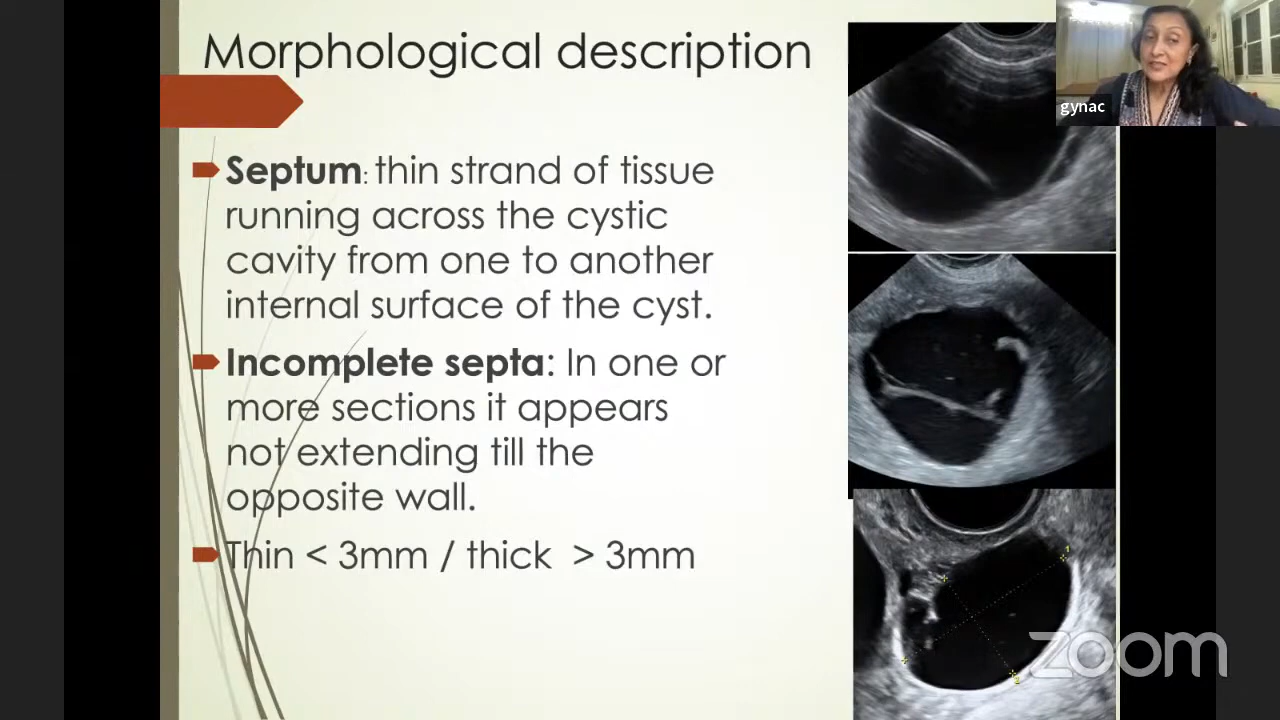 Morphological description
gynac
Septum: thin strand of tissue
running across the cystic
cavity from one to another
internal surface of the cyst.
Incomplete septa: In one or
more sections it appears
not extending till the
opposite wall.
Thin < 3mm / thick > 3mm
1
2
zoom